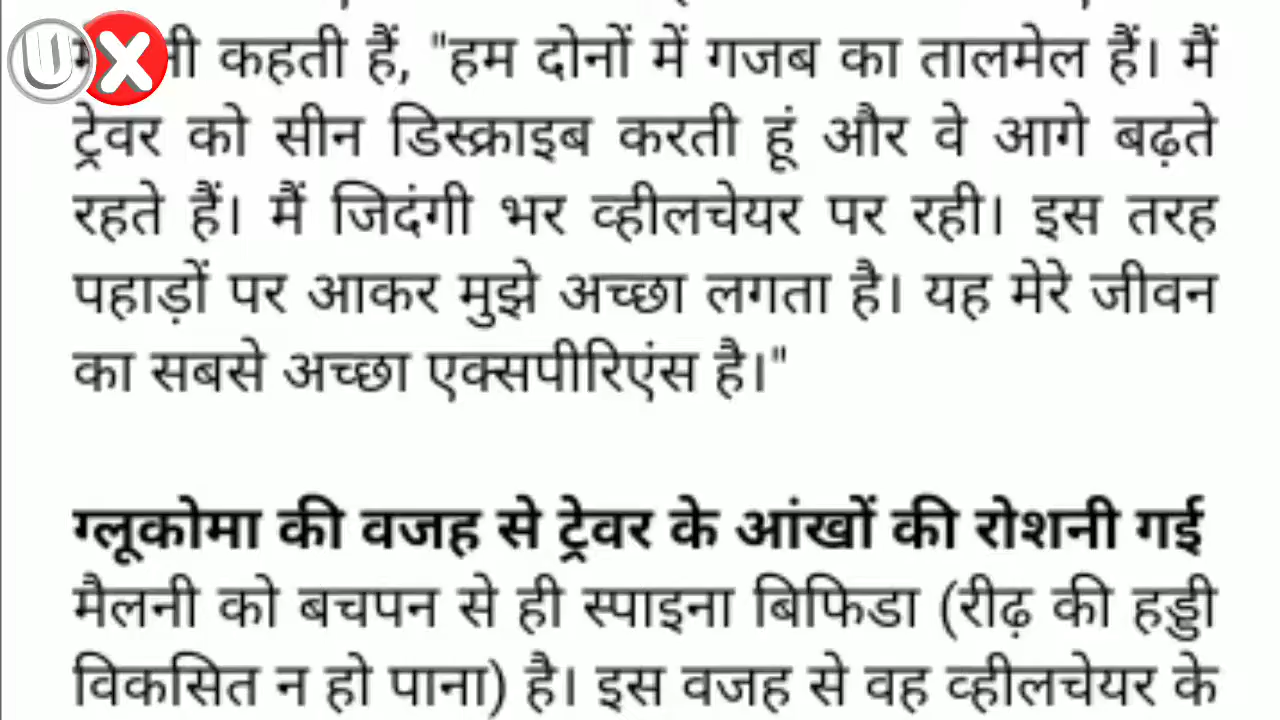 कहती हैं, "हम दोनों में गजब का तालमेल हैं। मैं
ट्रेवर को सीन डिस्क्राइब करती हूं और वे आगे बढ़ते
रहते हैं। मैं जिदंगी भर व्हीलचेयर पर रही। इस तरह
पहाड़ों पर आकर मुझे अच्छा लगता है। यह मेरे जीवन
का सबसे अच्छा एक्सपीरिएंस है।"
ग्लूकोमा की वजह से ट्रेवर के आंखों की रोशनी गई
मैलनी को बचपन से ही स्पाइना बिफिडा (रीढ़ की हड्डी
विकसित न हो पाना) है। इस वजह से वह व्हीलचेयर के